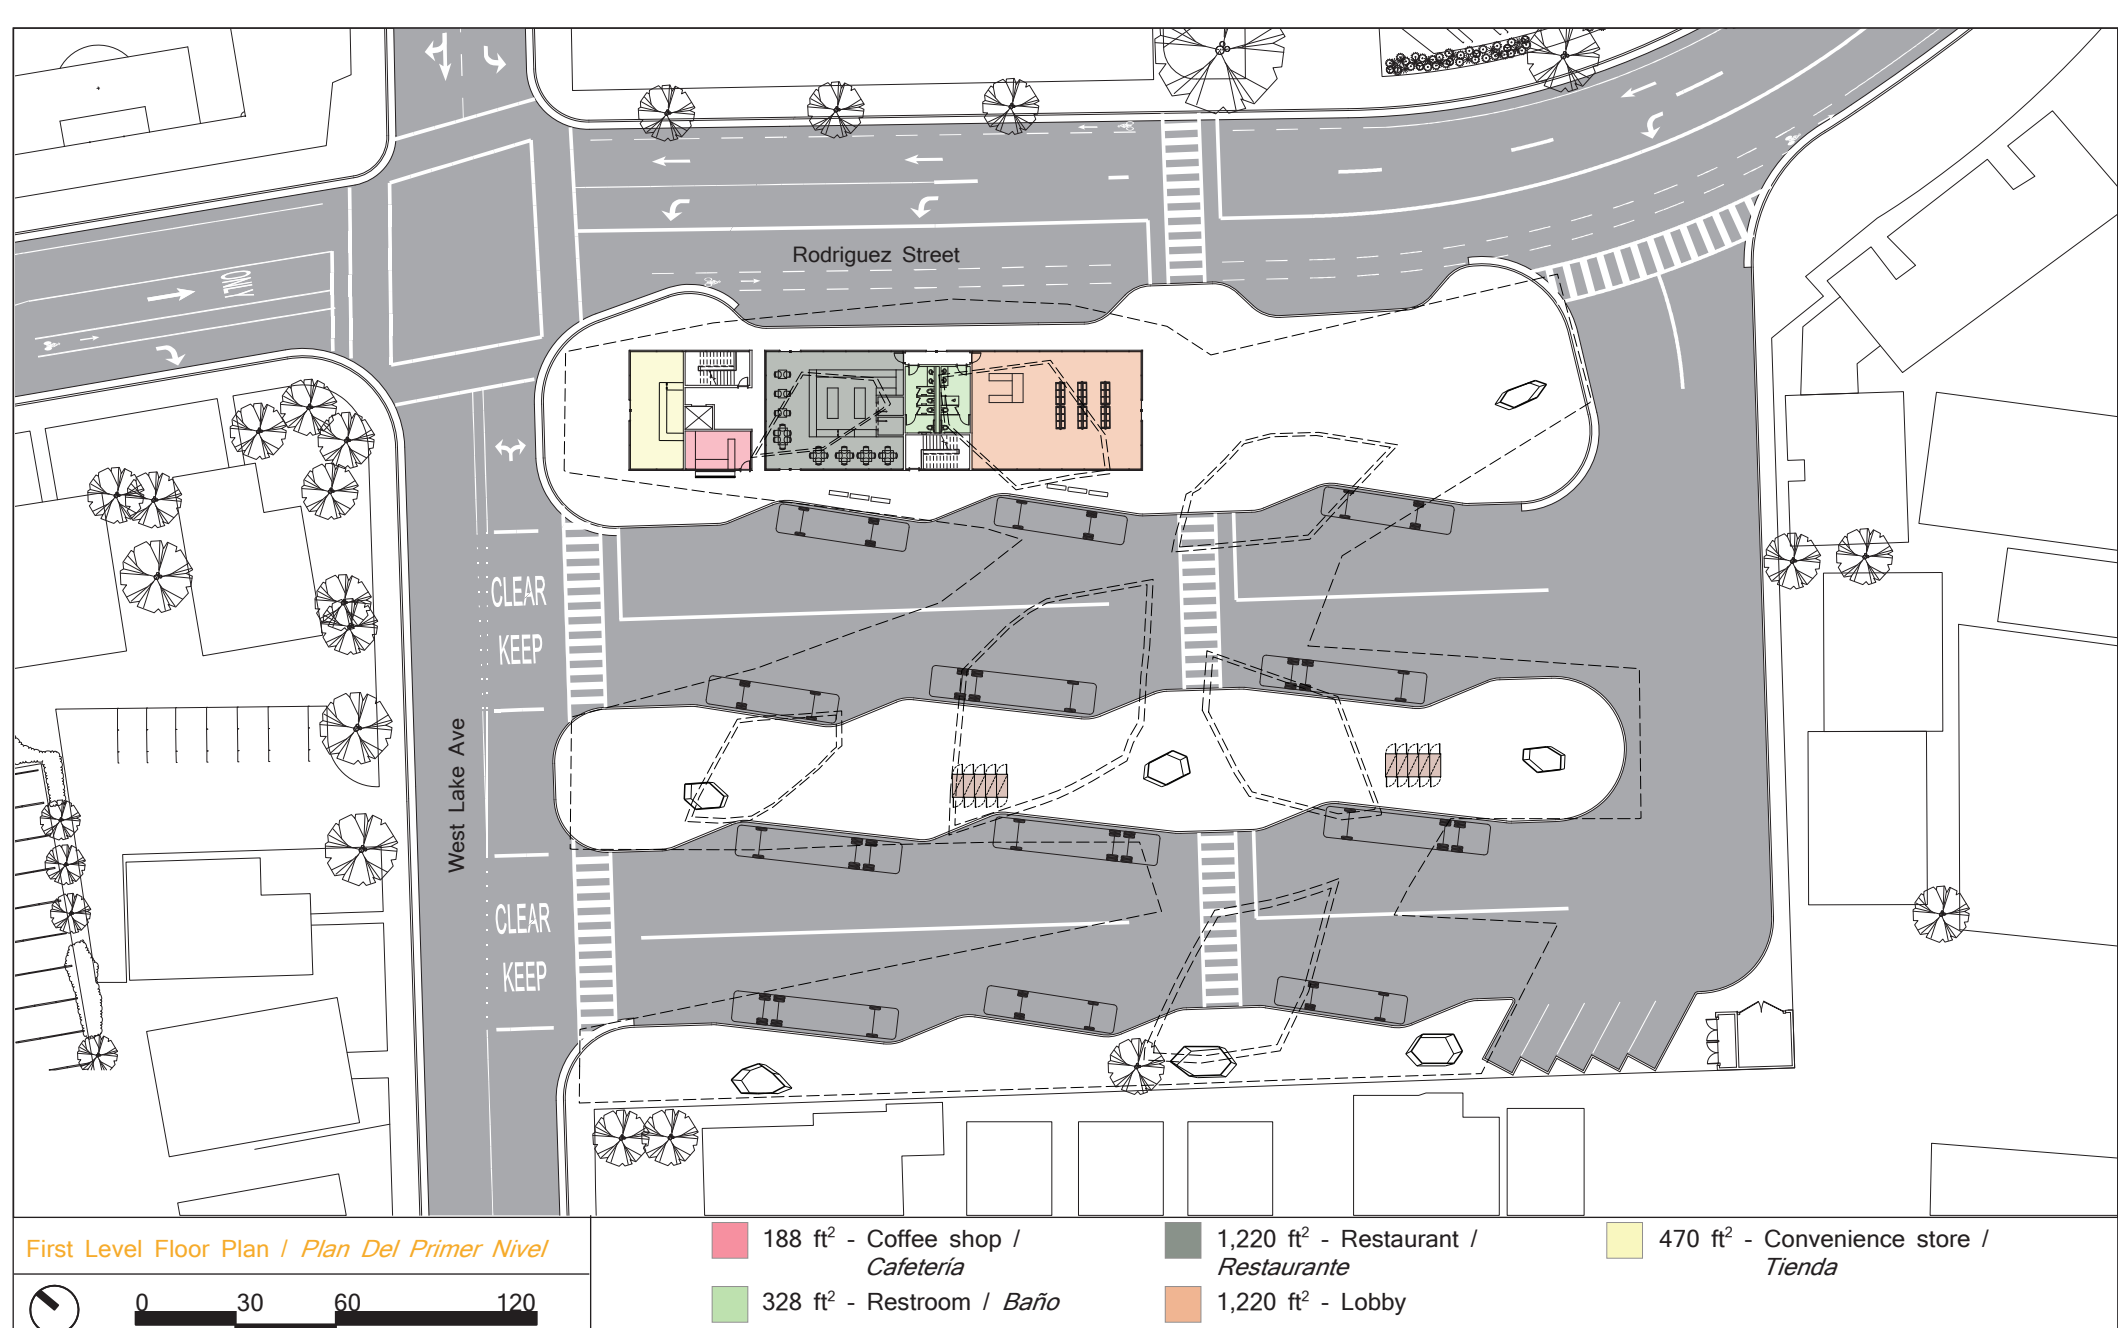 ONLY
Rodriguez Street
CLEAR
KEEP
West Lake Ave
CLEAR
KEEP
First Level Floor Plan / Plan Del Primer Nivel
0 30 60 120
188 ft² - Coffee shop /
Cafetería
328 ft² - Restroom / Baño
1,220 ft² - Restaurant /
Restaurante
1,220 ft² - Lobby
470 ft² - Convenience store /
Tienda